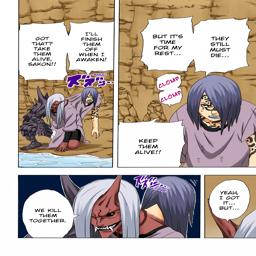 GOT
THAT?
TAKE
THEM
ALIVE,
SAKON!!
I'LL
FINISH
THEM
OFF
WHEN I
AWAKEN!
BUT IT'S
TIME
FOR MY
REST...
THEY
STILL
MUST
DIE...
CLOMP
CLOMP
KEEP
THEM
ALIVE!!
WE KILL
THEM
TOGETHER.
YEAH,
I GOT
IT...
BUT...